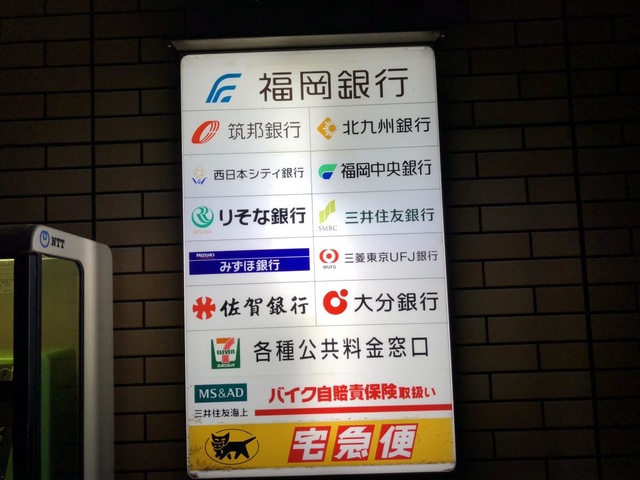 福岡銀行
筑邦銀行
北九州銀行
西日本シティ銀行
福岡中央銀行
RESONA
りそな銀行
SMBC
三井住友銀行
MIZUHO
みずほ銀行
MUFG
三菱東京UFJ銀行
佐賀銀行
大分銀行
7
ELEVEN
各種公共料金窓口
MS&AD
三井住友海上
バイク自賠責保険取扱い
宅急便
NTT